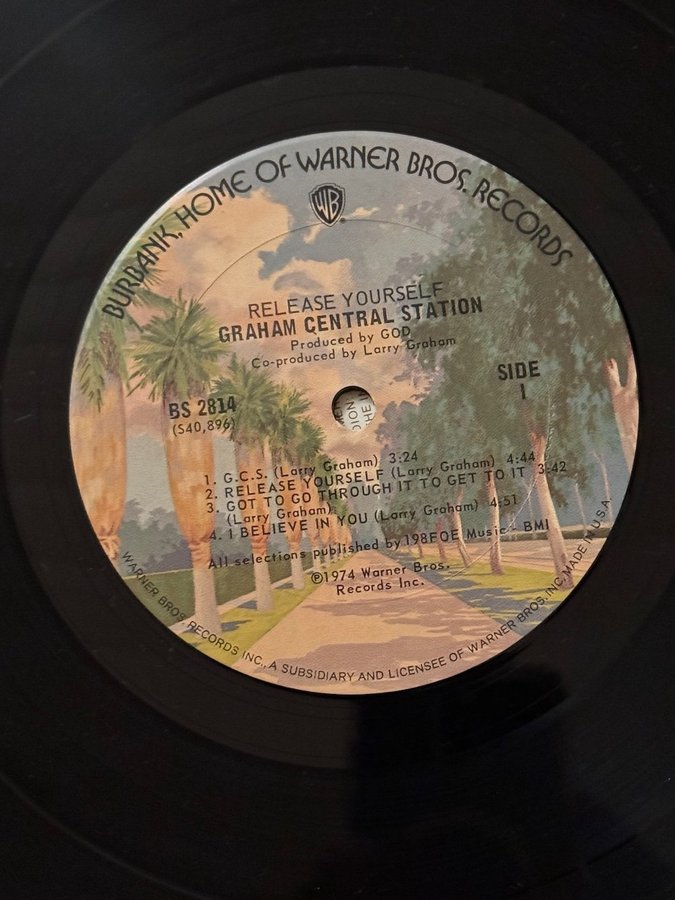 BURBANK, HOME OF WARNER BROS. RECORDS
WB
®
RELEASE YOURSELF
GRAHAM CENTRAL STATION
Produced by GOD
Co-produced by Larry Graham
SIDE
1
BS 2814
(S40,896)
1. G.C.S. (Larry Graham) 3:24
2. RELEASE YOURSELF (Larry Graham) 4:44
3. GOT TO GO THROUGH IT TO GET TO IT 3:42
(Larry Graham)
4. I BELIEVE IN YOU (Larry Graham) 4:51
All selections published by 198FOE Music - BMI
℗1974 Warner Bros.
Records Inc.
WARNER BROS. RECORDS INC., A SUBSIDIARY AND LICENSEE OF WARNER BROS. INC. MADE IN U.S.A.